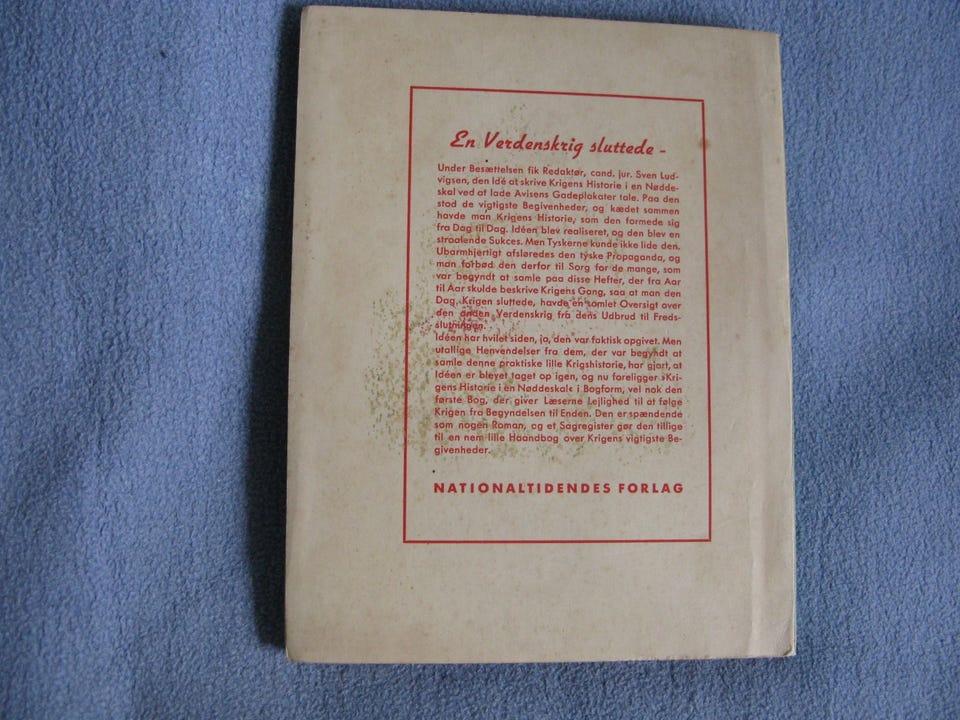 En Verdenskrig sluttede -
Under Besættelsen fik Redaktør, cand. jur. Sven Lud-
vigsen, den Idé at skrive Krigens Historie i en Nødde-
skal ved at lade Avisens Gadeplakater tale. Paa den
stod de vigtigste Begivenheder, og kædet sammen
havde man Krigens Historie, som den formede sig
fra Dag til Dag. Idéen blev realiseret, og den blev en
straalende Sukces. Men Tyskerne kunde ikke lide den.
Ubarmhjertigt afsløredes den tyske Propaganda, og
man forbød den derfor til Sorg for de mange, som
var begyndt at samle paa disse Hefter, der fra Aar
til Aar skulde beskrive Krigens Gang, saa at man den
Dag, Krigen sluttede, havde en samlet Oversigt over
den anden Verdenskrig fra dens Udbrud til Freds-
slutningen.
Idéen har hvilet siden, ja, den var faktisk opgivet. Men
utallige Henvendelser fra dem, der var begyndt at
samle denne praktiske lille Krigshistorie, har gjort, at
Idéen er blevet taget op igen, og nu foreligger »Kri-
gens Historie i en Nøddeskal« i Bogform, vel nok den
første Bog, der giver Læserne Lejlighed til at følge
Krigen fra Begyndelsen til Enden. Den er spændende
som nogen Roman, og et Sagregister gør den tillige
til en nem lille Haandbog over Krigens vigtigste Be-
givenheder.
NATIONALTIDENDES FORLAG